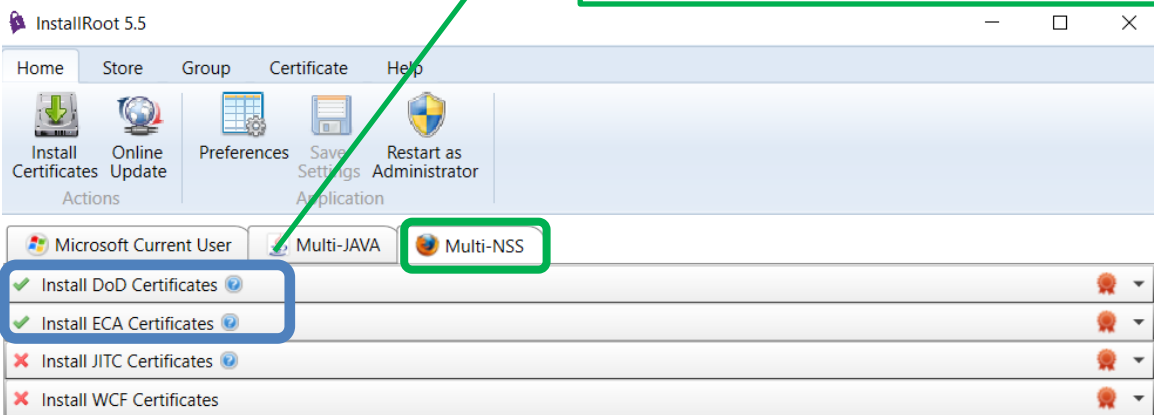 InstallRoot 5.5
Home Store Group Certificate Help
Install Certificates
Online Update
Preferences
Save Settings
Restart as Administrator
Actions
Application
Microsoft Current User Multi-JAVA Multi-NSS
Install DoD Certificates
Install ECA Certificates
Install JITC Certificates
Install WCF Certificates